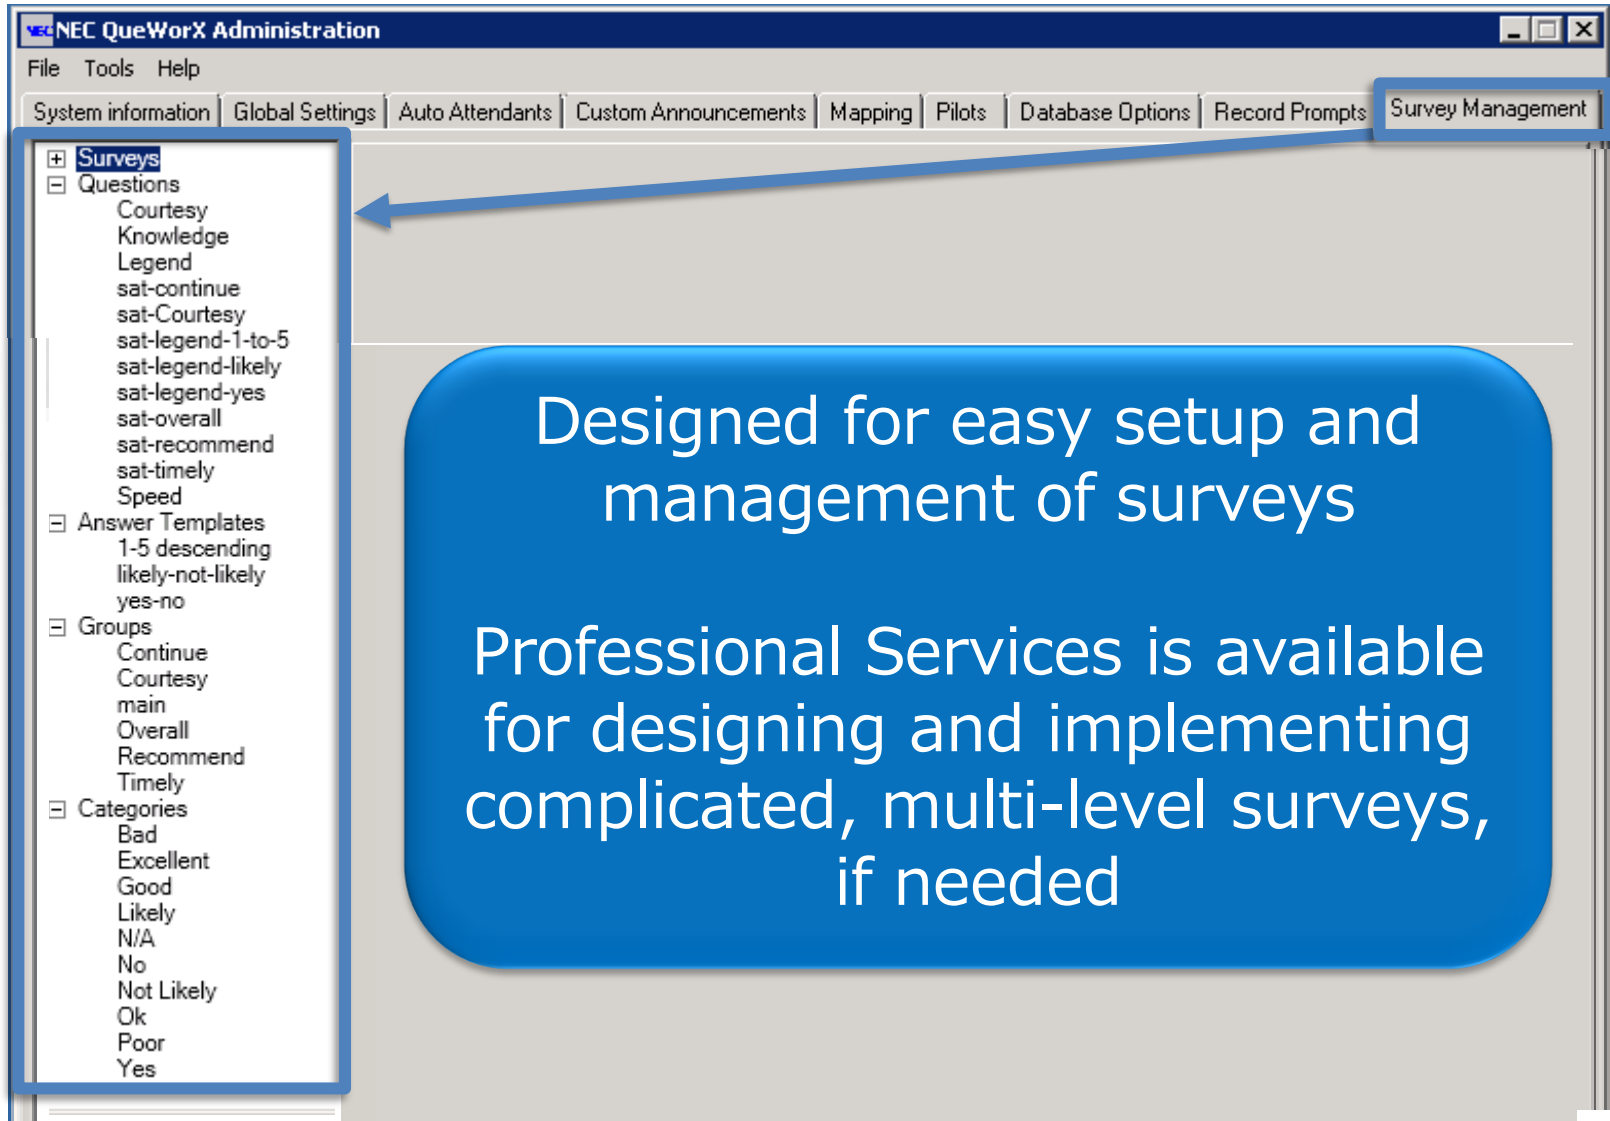 NEC NEC QueWorX Administration
File Tools Help
System information Global Settings Auto Attendants Custom Announcements Mapping Pilots Database Options Record Prompts Survey Management
Surveys
Questions
Courtesy
Knowledge
Legend
sat-continue
sat-Courtesy
sat-legend-1-to-5
sat-legend-likely
sat-legend-yes
sat-overall
sat-recommend
sat-timely
Speed
Answer Templates
1-5 descending
likely-not-likely
yes-no
Groups
Continue
Courtesy
main
Overall
Recommend
Timely
Categories
Bad
Excellent
Good
Likely
N/A
No
Not Likely
Ok
Poor
Yes
Designed for easy setup and
management of surveys
Professional Services is available
for designing and implementing
complicated, multi-level surveys,
if needed